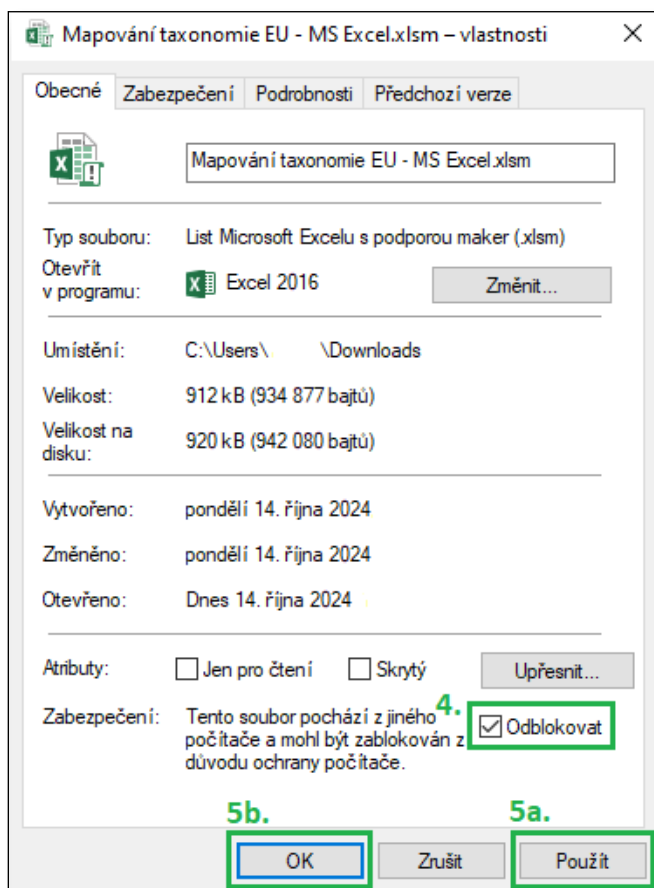 Mapování taxonomie EU - MS Excel.xlsm – vlastnosti
Obecné Zabezpečení Podrobnosti Předchozí verze
Mapování taxonomie EU - MS Excel.xlsm
Typ souboru: List Microsoft Excelu s podporou maker (.xlsm)
Otevřít
v programu: Excel 2016 Změnit...
Umístění: C:\Users\ \Downloads
Velikost: 912 kB (934 877 bajtů)
Velikost na
disku: 920 kB (942 080 bajtů)
Vytvořeno: pondělí 14. října 2024
Změněno: pondělí 14. října 2024
Otevřeno: Dnes 14. října 2024
Atributy: Jen pro čtení Skrytý Upřesnit...
Zabezpečení: Tento soubor pochází z jiného 4.
počítače a mohl být zablokován z Odblokovat
důvodu ochrany počítače.
5b. 5a.
OK Zrušit Použít